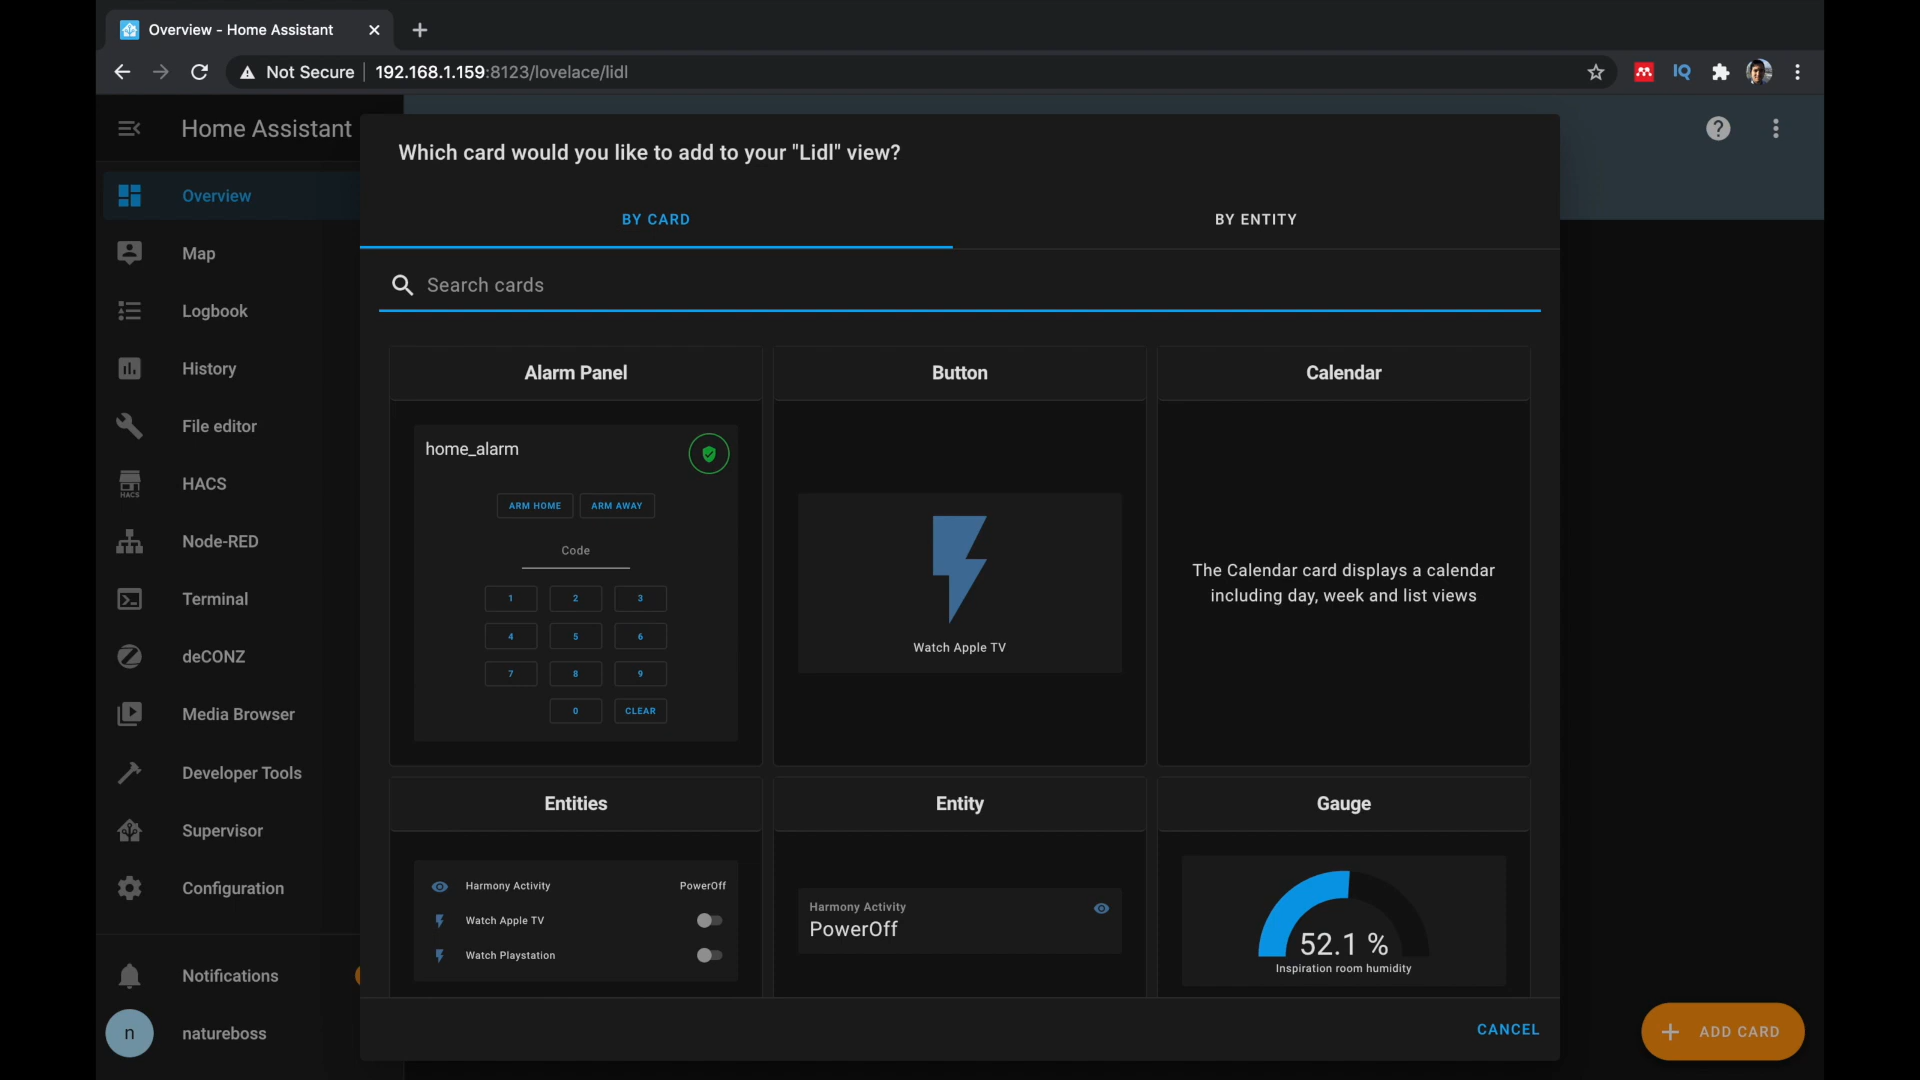 Overview - Home Assistant
Not Secure
192.168.1.159:8123/lovelace/lidl
IQ
Home Assistant
Which card would you like to add to your "Lidl" view?
BY CARD
BY ENTITY
Search cards
Overview
Map
Logbook
History
File editor
HACS
HACS
Node-RED
Terminal
deCONZ
Media Browser
Developer Tools
Supervisor
Configuration
Notifications
n
natureboss
Alarm Panel
home_alarm
ARM HOME
ARM AWAY
Code
1 2 3
4 5 6
7 8 9
0 CLEAR
Button
Watch Apple TV
Calendar
The Calendar card displays a calendar
including day, week and list views
Entities
Harmony Activity PowerOff
Watch Apple TV
Watch Playstation
Entity
Harmony Activity
PowerOff
Gauge
52.1 %
Inspiration room humidity
CANCEL
ADD CARD